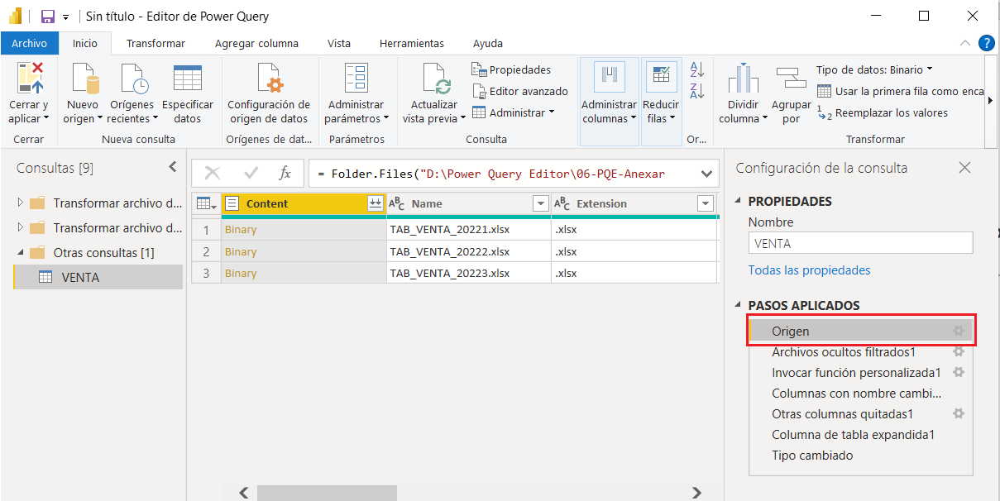 Sin título - Editor de Power Query
Archivo Inicio Transformar Agregar columna Vista Herramientas Ayuda ?
Cerrar y aplicar
Cerrar
Nuevo origen
Orígenes recientes
Especificar datos
Nueva consulta
Configuración de origen de datos
Orígenes de dat...
Administrar parámetros
Parámetros
Actualizar vista previa
Propiedades
Editor avanzado
Administrar
Consulta
Administrar columnas
Reducir filas
A
Z
Z
A
Or...
Dividir columna
Agrupar por
Tipo de datos: Binario
Usar la primera fila como enca
1 2 Reemplazar los valores
Transformar
Consultas [9]
Transformar archivo d...
Transformar archivo d...
Otras consultas [1]
VENTA
fx = Folder.Files("D:\Power Query Editor\06-PQE-Anexar
Content ABC Name ABC Extension
1 Binary TAB_VENTA_20221.xlsx .xlsx
2 Binary TAB_VENTA_20222.xlsx .xlsx
3 Binary TAB_VENTA_20223.xlsx .xlsx
Configuración de la consulta
PROPIEDADES
Nombre
VENTA
Todas las propiedades
PASOS APLICADOS
Origen
Archivos ocultos filtrados1
Invocar función personalizada1
Columnas con nombre cambi...
Otras columnas quitadas1
Columna de tabla expandida1
Tipo cambiado